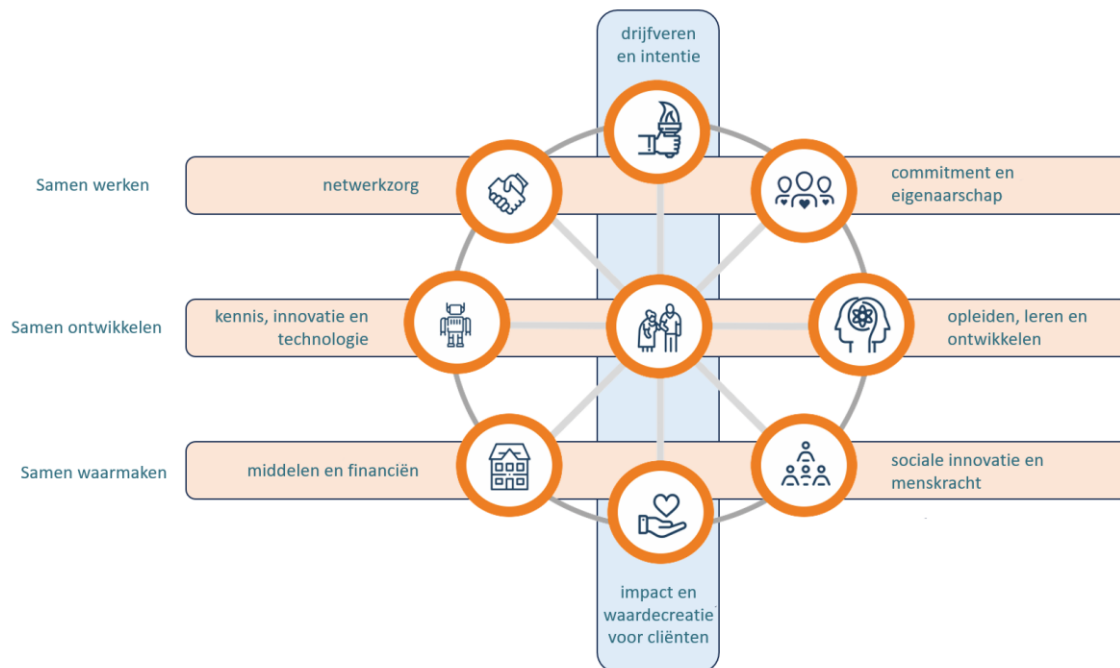 drijfveren
en intentie
Samen werken
netwerkzorg
commitment en
eigenaarschap
Samen ontwikkelen
kennis, innovatie en
technologie
opleiden, leren en
ontwikkelen
Samen waarmaken
middelen en financiën
sociale innovatie en
menskracht
impact en
waardecreatie
voor cliënten